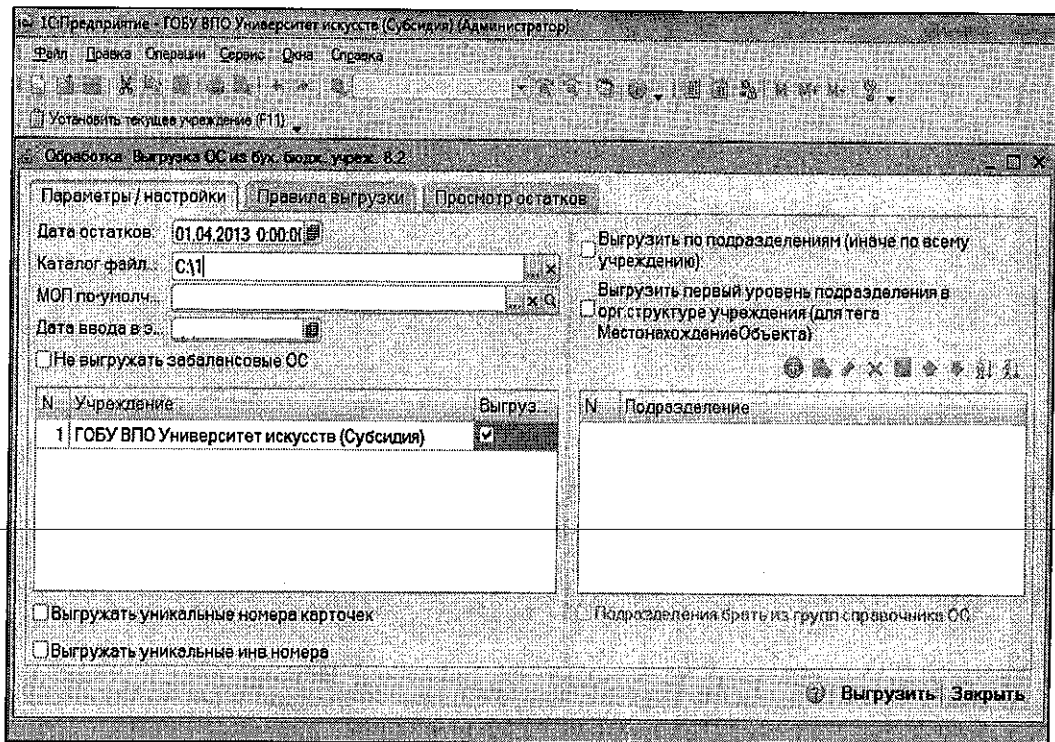 1С:Предприятие - ГОБУ ВПО Университет искусств (Субсидия) (Администратор)
Файл Правка Операции Сервис Окна Справка
M M+ M-
Установить текущее учреждение (F11)
Обработка Выгрузка ОС из бух. бюдж. учреж. 8.2
Параметры / настройки Правила выгрузки Просмотр остатков
Дата остатков: 01.04.2013 0:00:0(
Каталог файл... C:\1
МОП по-умолч...
Дата ввода в э...
Не выгружать забалансовые ОС
Выгрузить по подразделениям (иначе по всему
учреждению)
Выгрузить первый уровень подразделения в
орг.структуре учреждения (для тега
МестонахождениеОбъекта)
N Учреждение Выгруз...
1 ГОБУ ВПО Университет искусств (Субсидия)
N Подразделение
Выгружать уникальные номера карточек
Выгружать уникальные инв.номера
Подразделения брать из групп справочника ОС
Выгрузить Закрыть